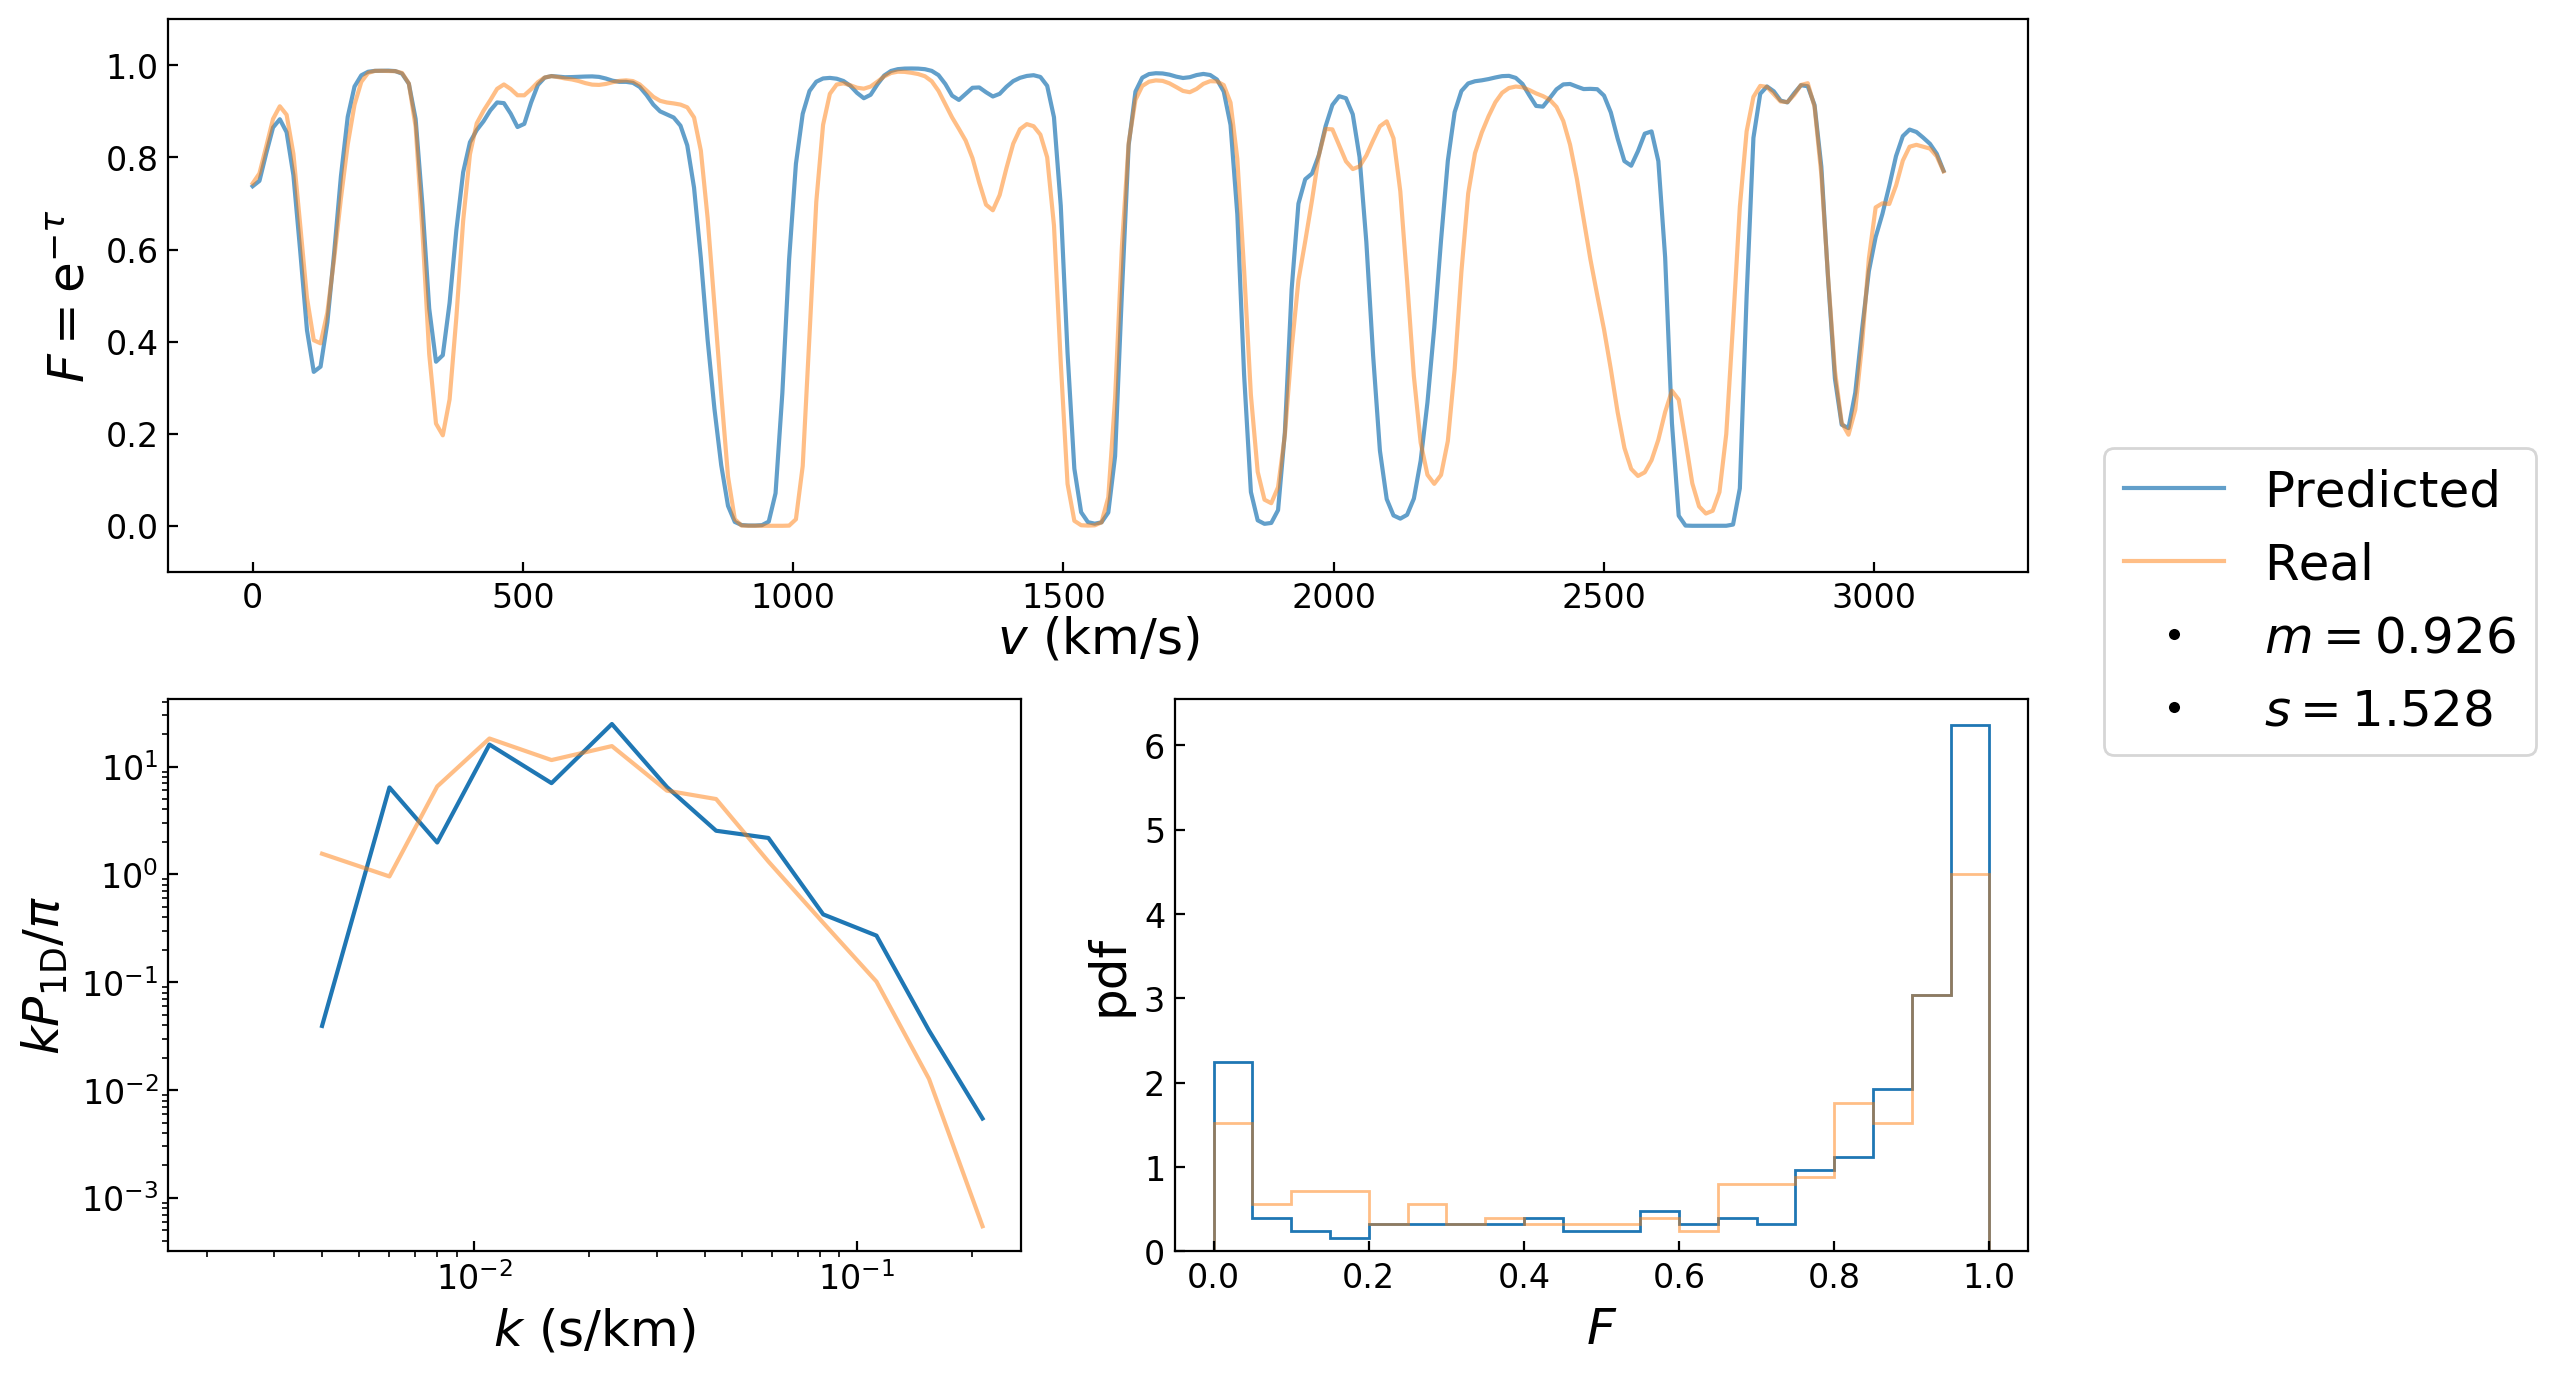 1.0
0.8
0.6
0.4
0.2
0.0
F = e^{−τ}
0 500 1000 1500 2000 2500 3000
v (km/s)
Predicted
Real
m = 0.926
s = 1.528
10^1
10^0
10^{−1}
10^{−2}
10^{−3}
kP_{1D}/π
10^{−2} 10^{−1}
k (s/km)
6
5
4
3
2
1
0
pdf
0.0 0.2 0.4 0.6 0.8 1.0
F